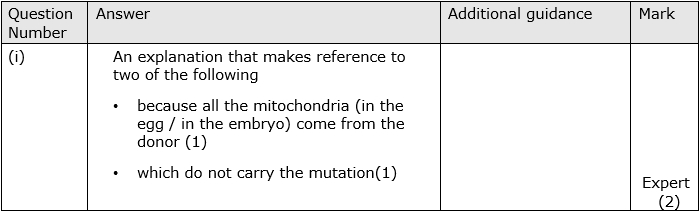 Question Number
Answer
Additional guidance
Mark
(i)
An explanation that makes reference to
two of the following
• because all the mitochondria (in the
egg / in the embryo) come from the
donor (1)
• which do not carry the mutation(1)
Expert
(2)